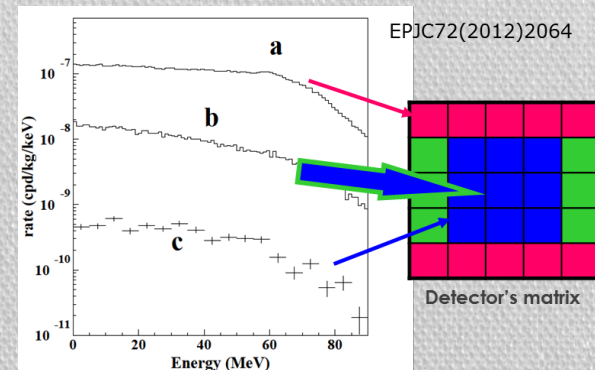 EPJC72(2012)2064
a
b
c
rate (cpd/kg/keV)
10 -7
10 -8
10 -9
10 -10
10 -11
0 20 40 60 80
Energy (MeV)
Detector's matrix